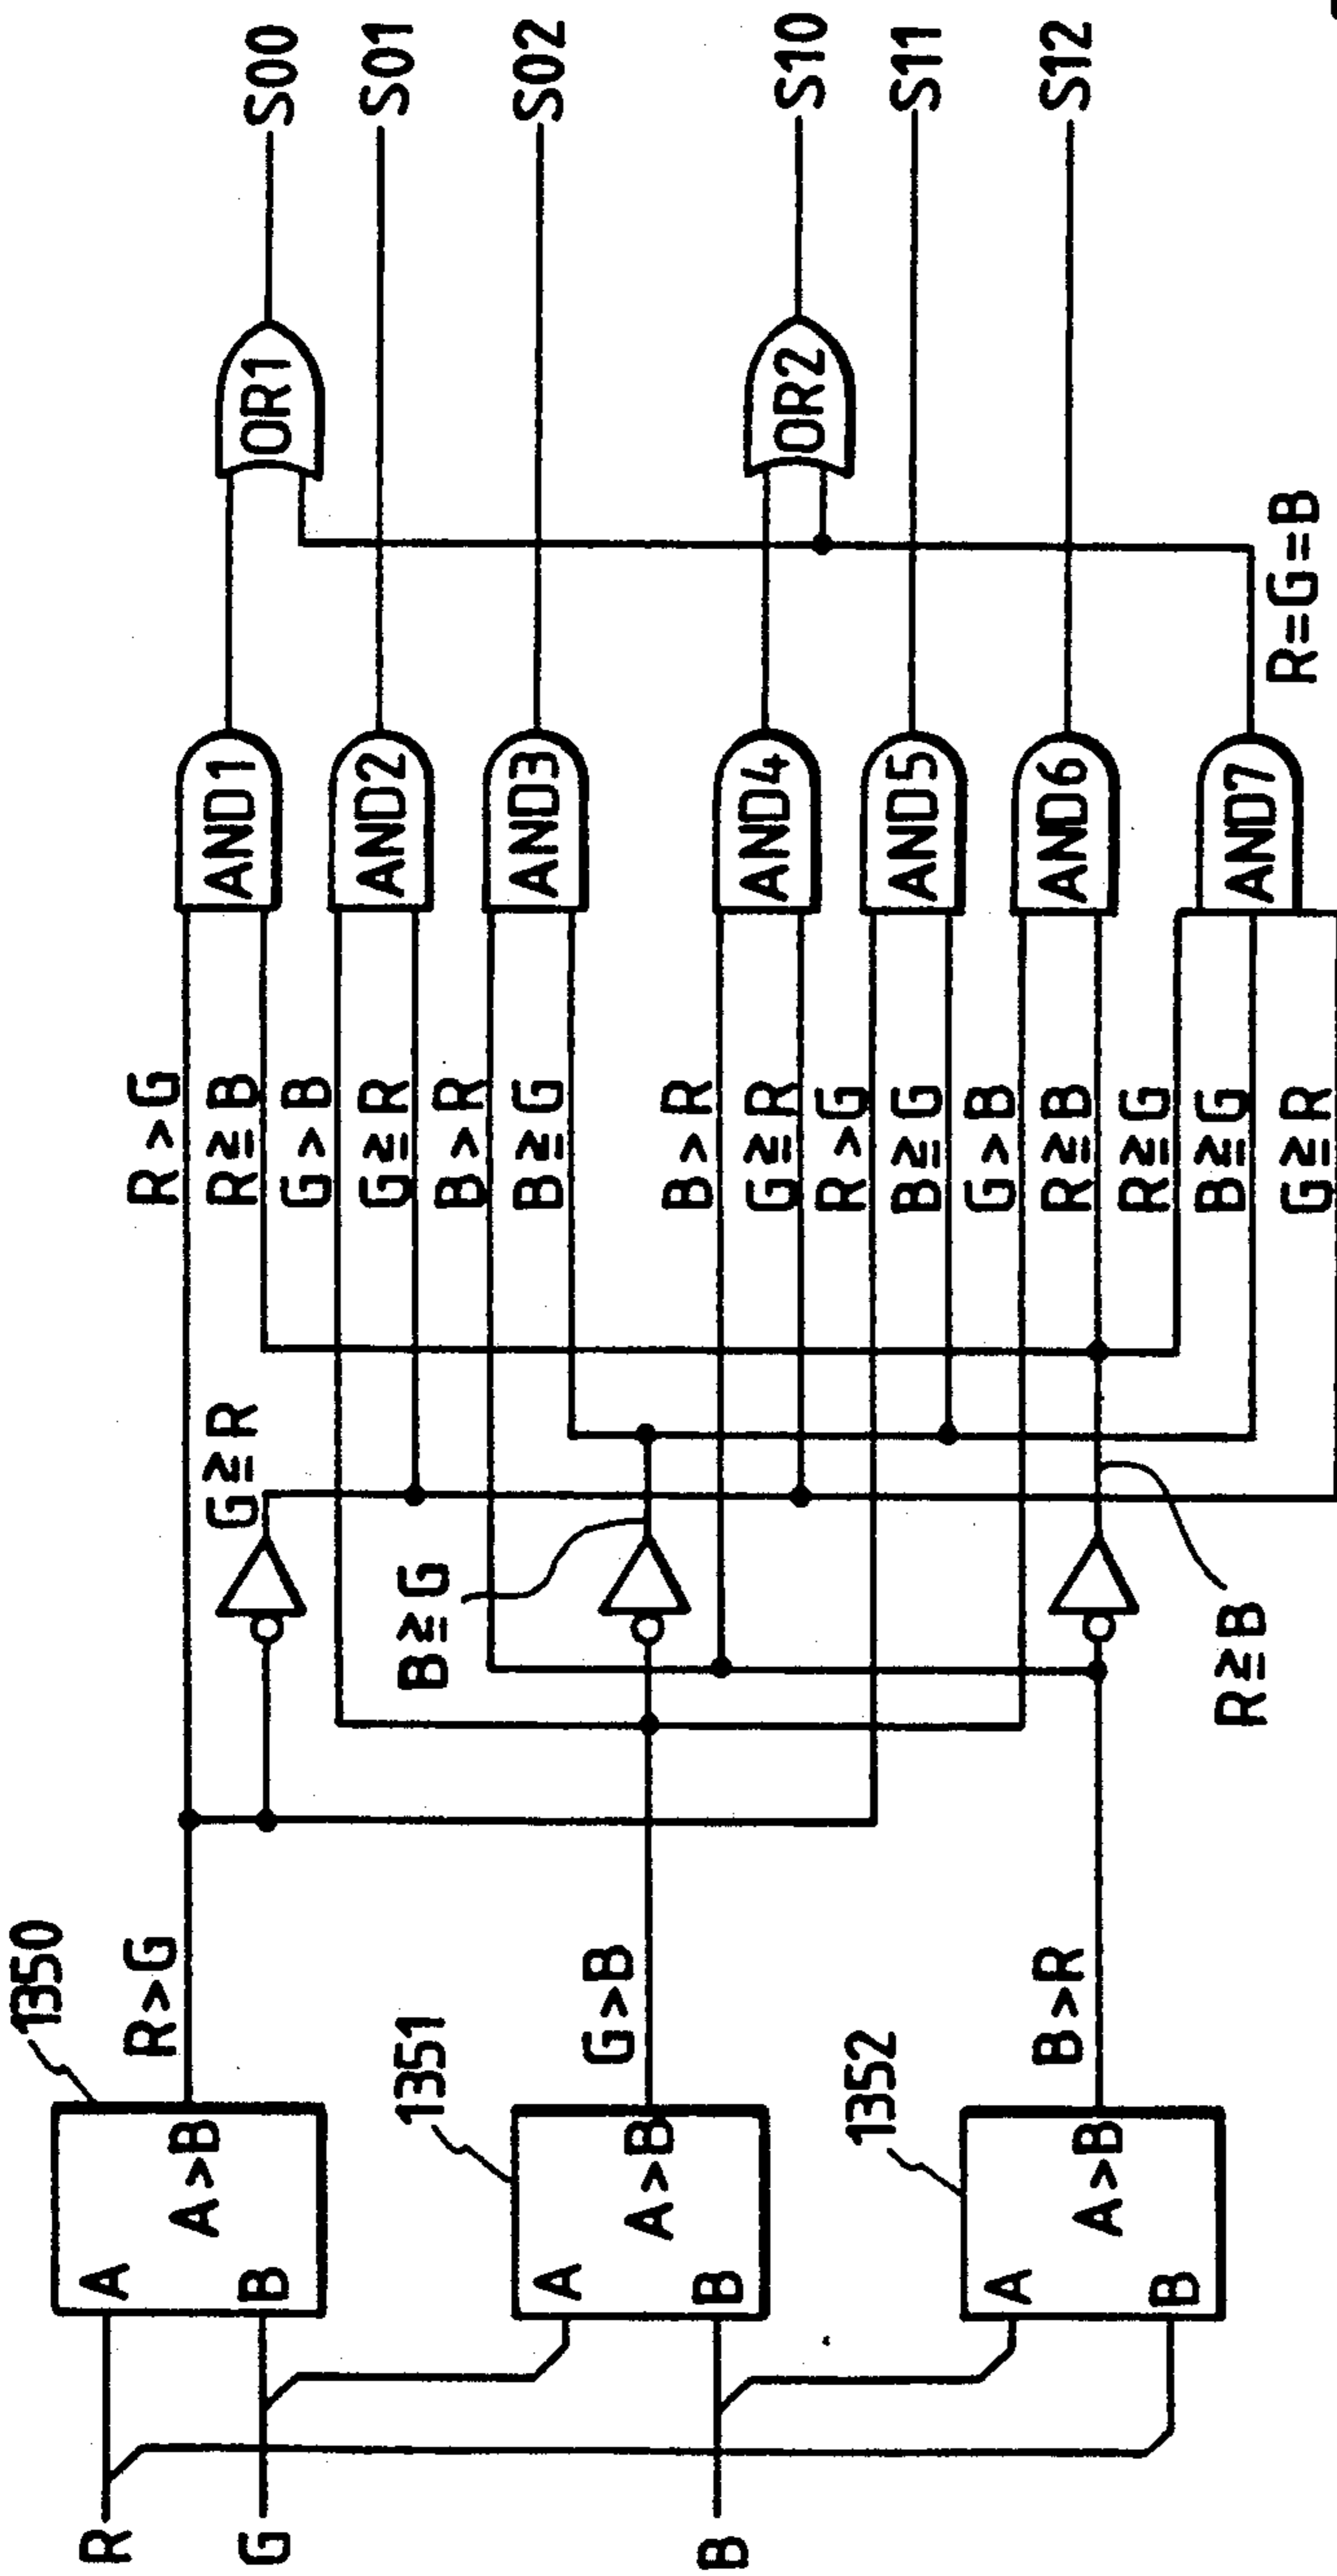 R
G
B
A
B
A>B
1350
R>G
A
B
A>B
1351
G>B
A
B
A>B
1352
B>R
G≧R
B≧G
R≧B
R>G
R≧B
G>B
G≧R
B>R
B≧G
B>R
G≧R
R>G
B≧G
G>B
R≧B
R≧G
B≧G
G≧R
AND1
AND2
AND3
AND4
AND5
AND6
AND7
R=G=B
OR1
OR2
S00
S01
S02
S10
S11
S12